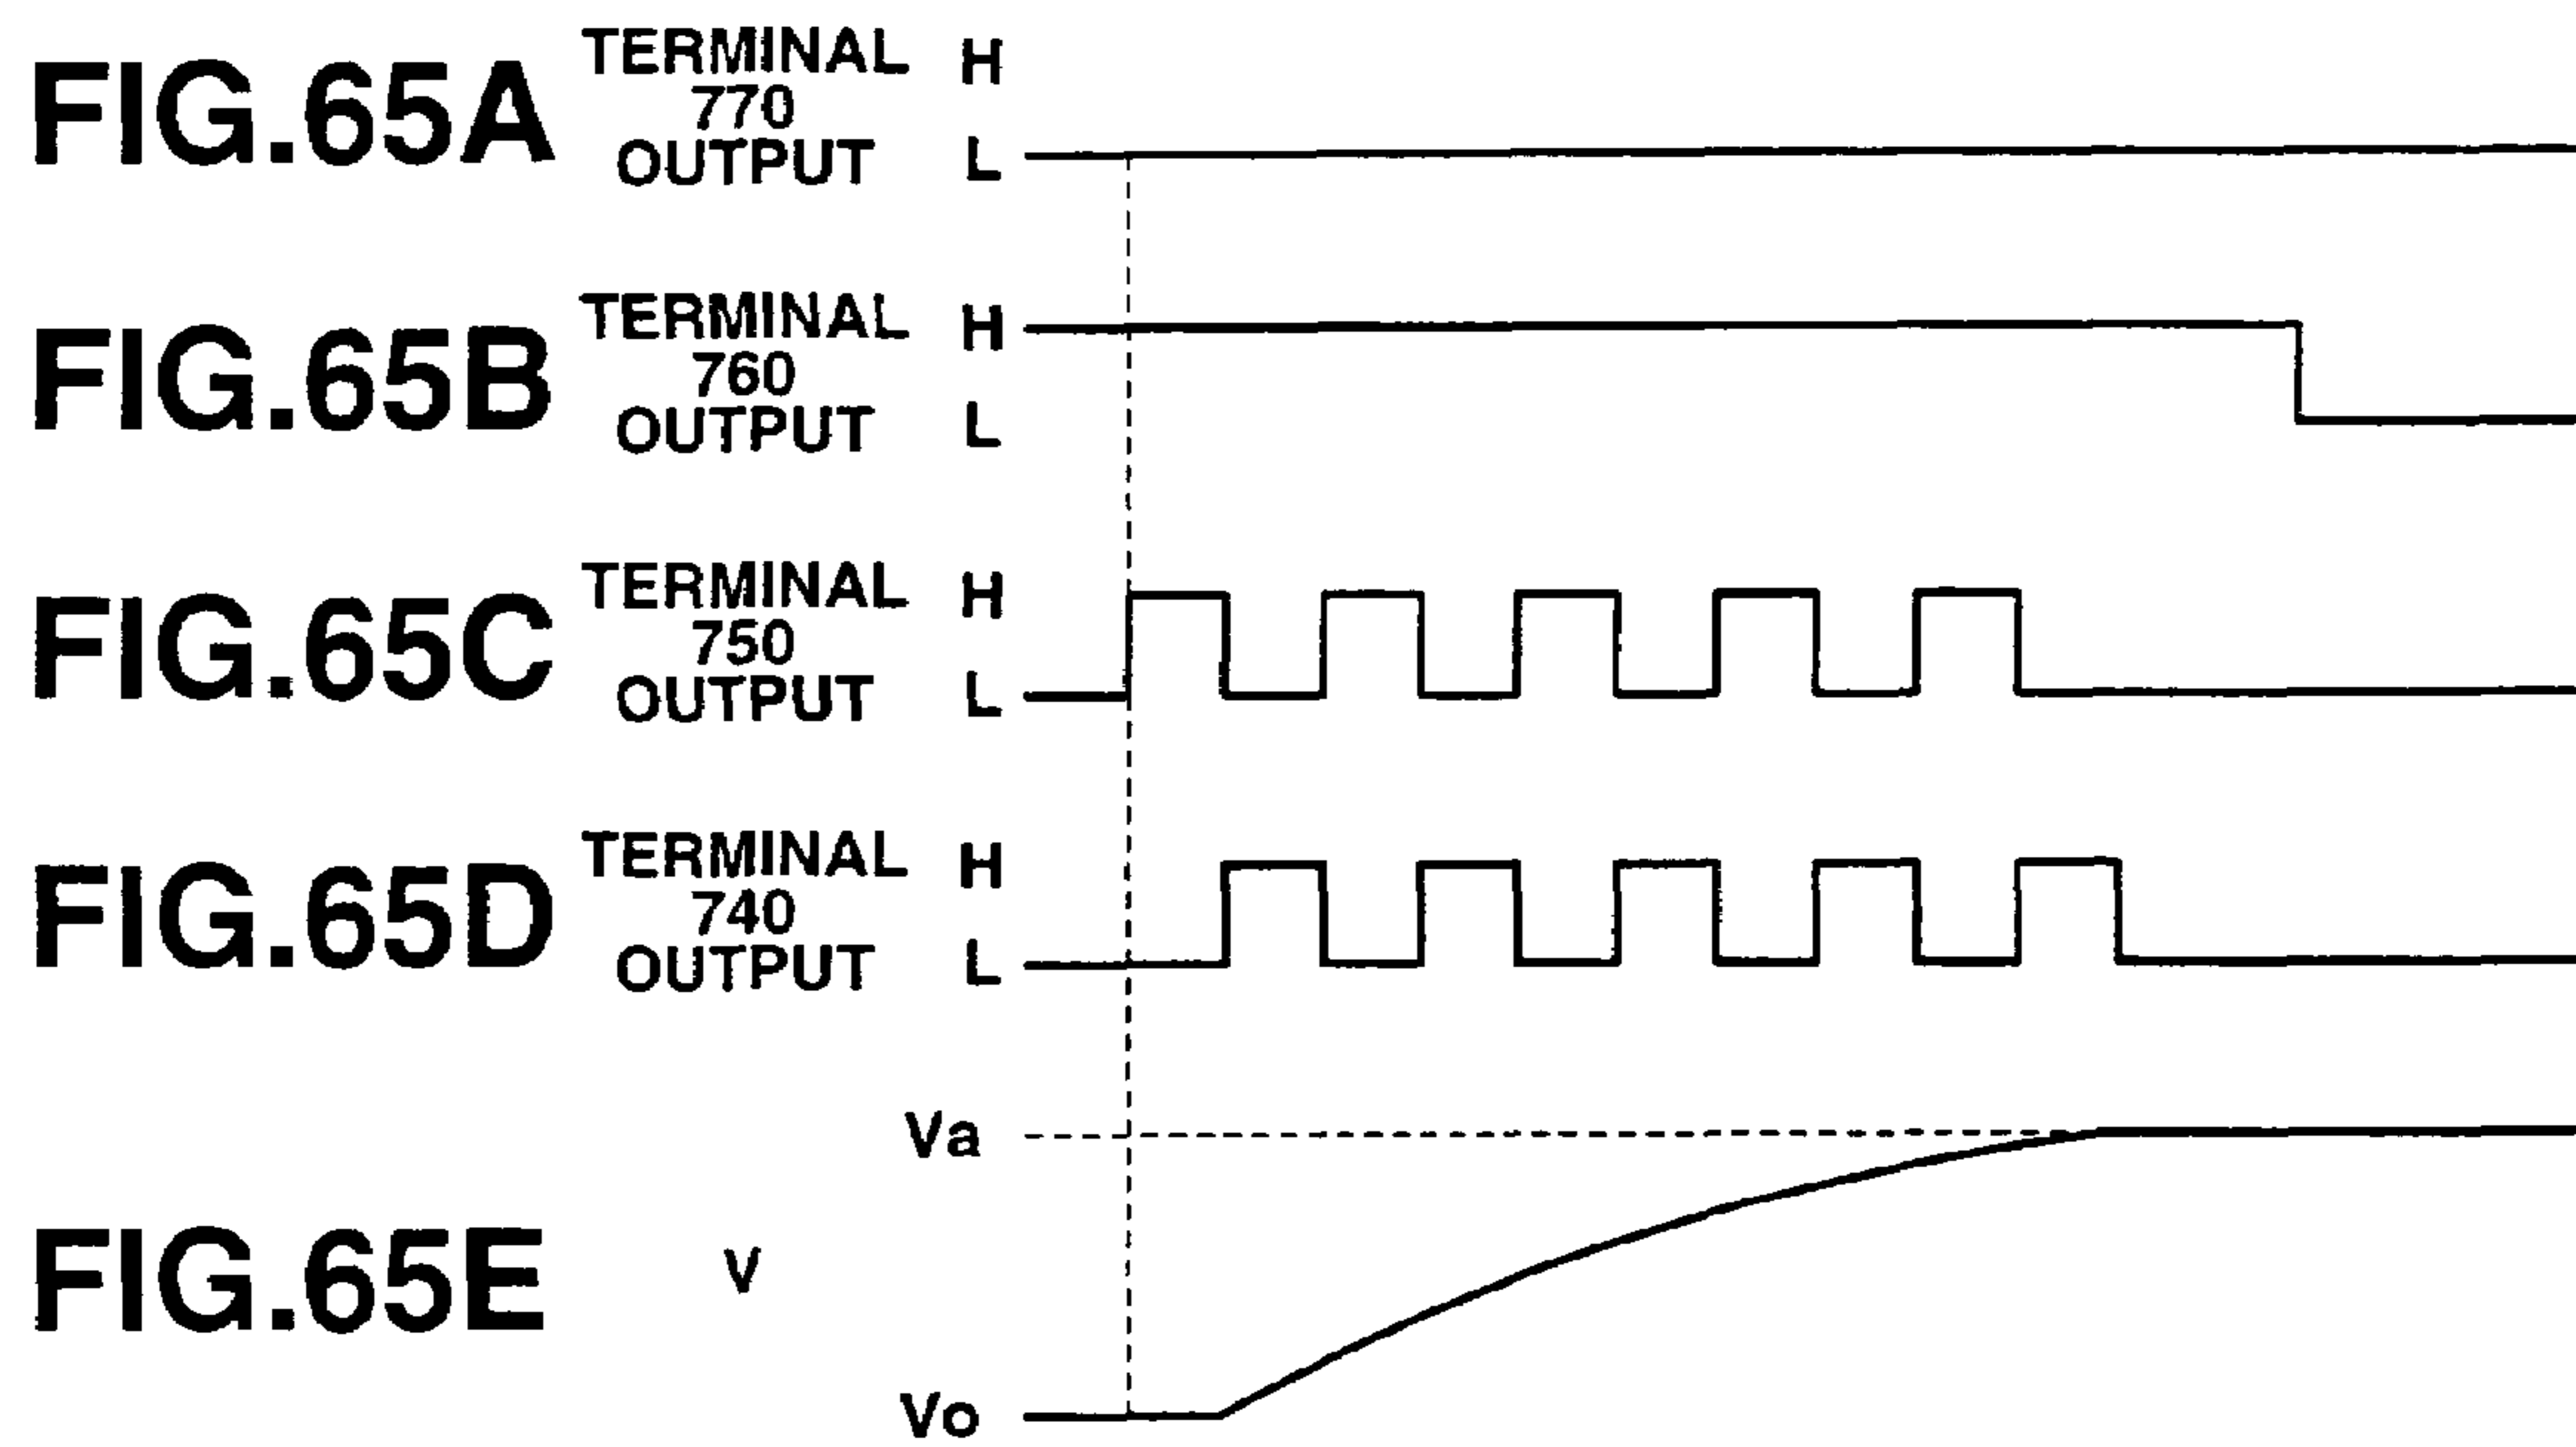 FIG.65A
TERMINAL
770
OUTPUT
H
L
FIG.65B
TERMINAL
760
OUTPUT
H
L
FIG.65C
TERMINAL
750
OUTPUT
H
L
FIG.65D
TERMINAL
740
OUTPUT
H
L
FIG.65E
V
Va
Vo